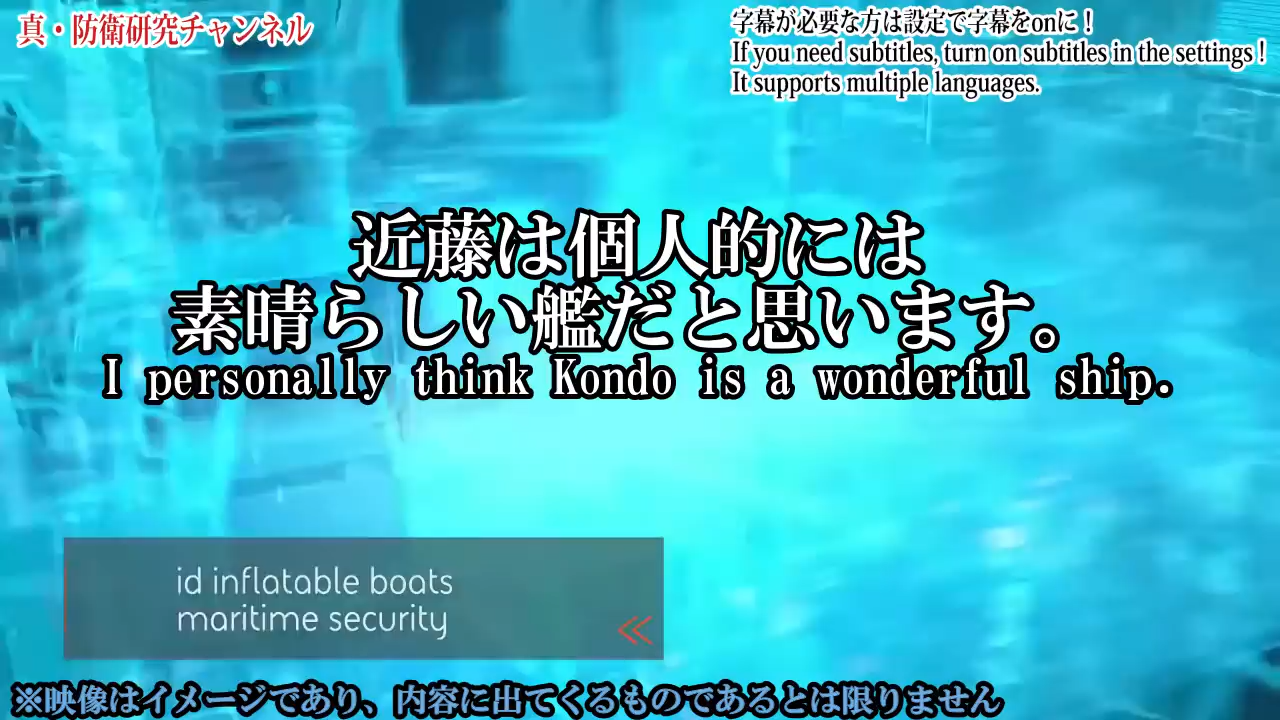 真・防衛研究チャンネル
字幕が必要な方は設定で字幕をonに！
If you need subtitles, turn on subtitles in the settings !
It supports multiple languages.
近藤は個人的には
素晴らしい艦だと思います。
I personally think Kondo is a wonderful ship.
id inflatable boats
maritime security
※映像はイメージであり、内容に出てくるものであるとは限りません